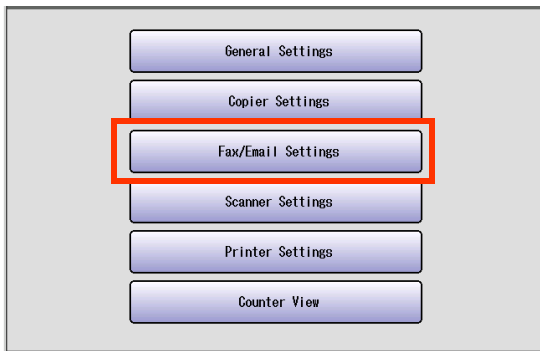 General Settings
Copier Settings
Fax/Email Settings
Scanner Settings
Printer Settings
Counter View